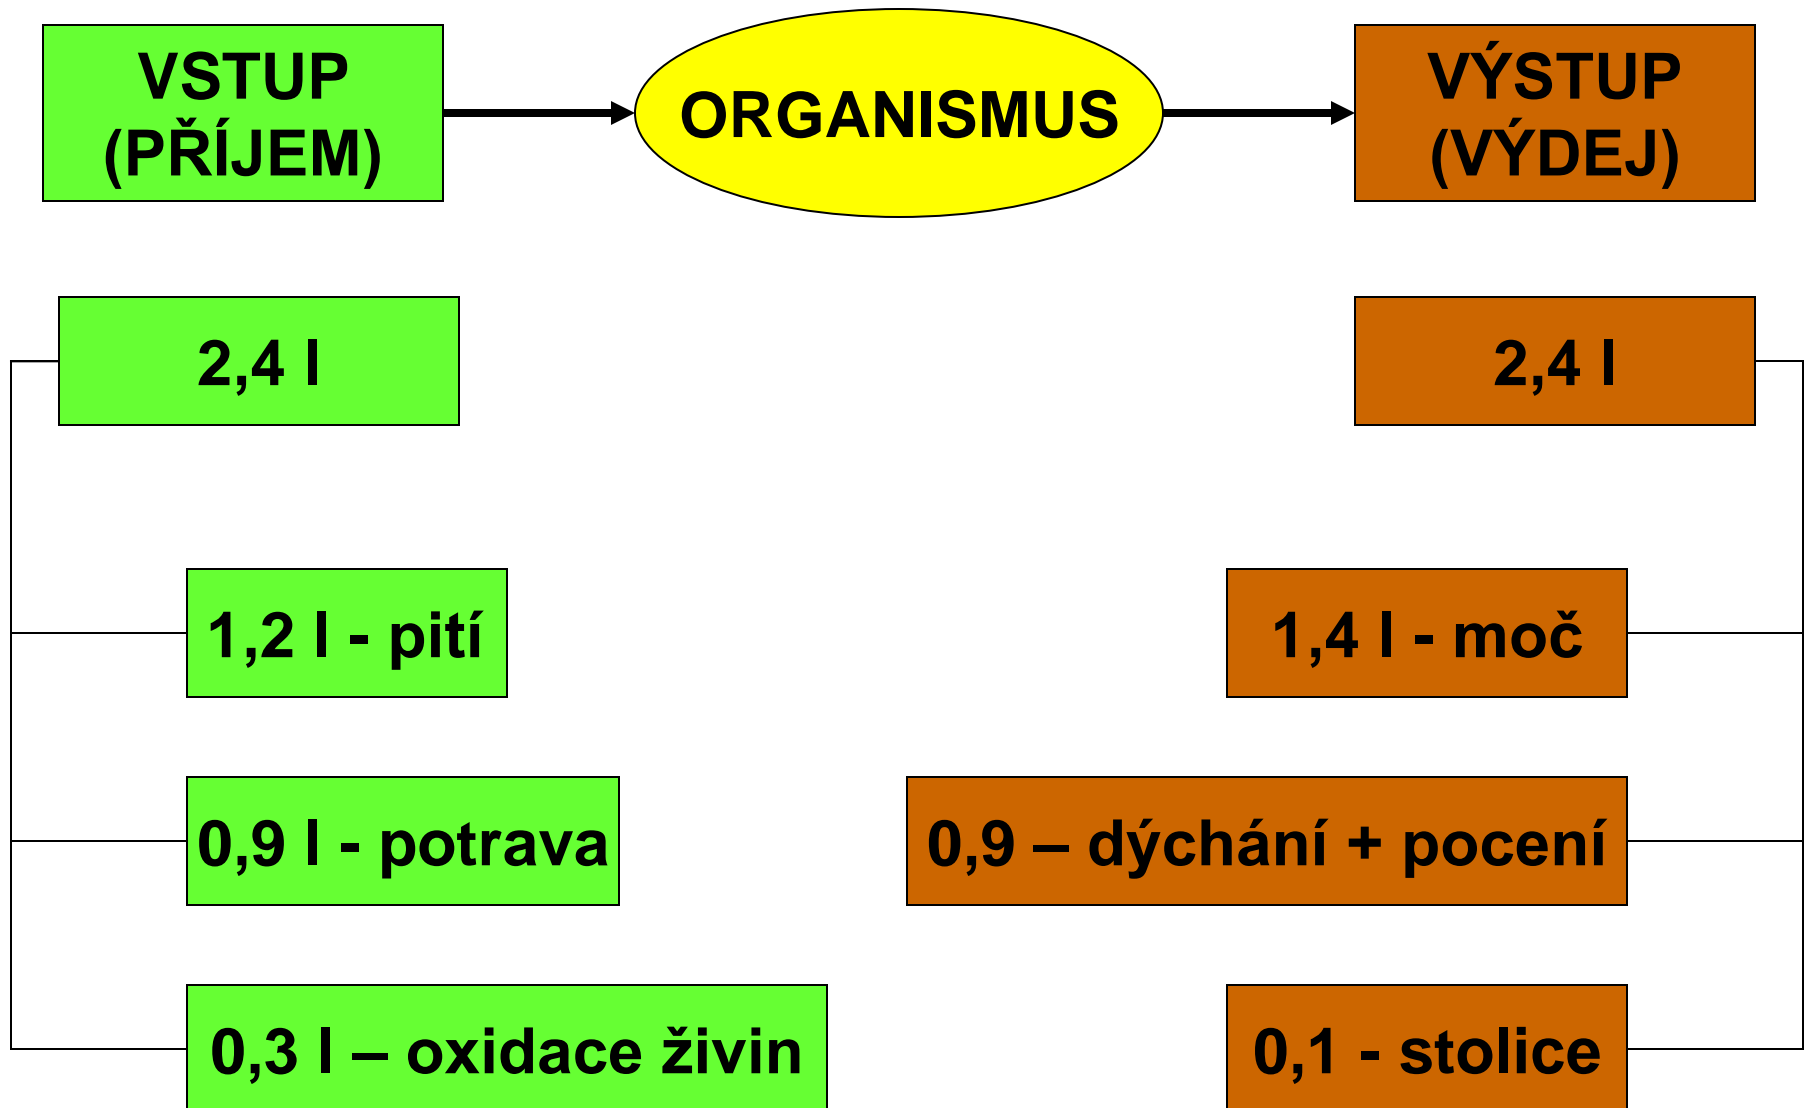 VSTUP
(PŘÍJEM)
ORGANISMUS
VÝSTUP
(VÝDEJ)
2,4 l
2,4 l
1,2 l - pití
1,4 l - moč
0,9 l - potrava
0,9 – dýchání + pocení
0,3 l – oxidace živin
0,1 - stolice